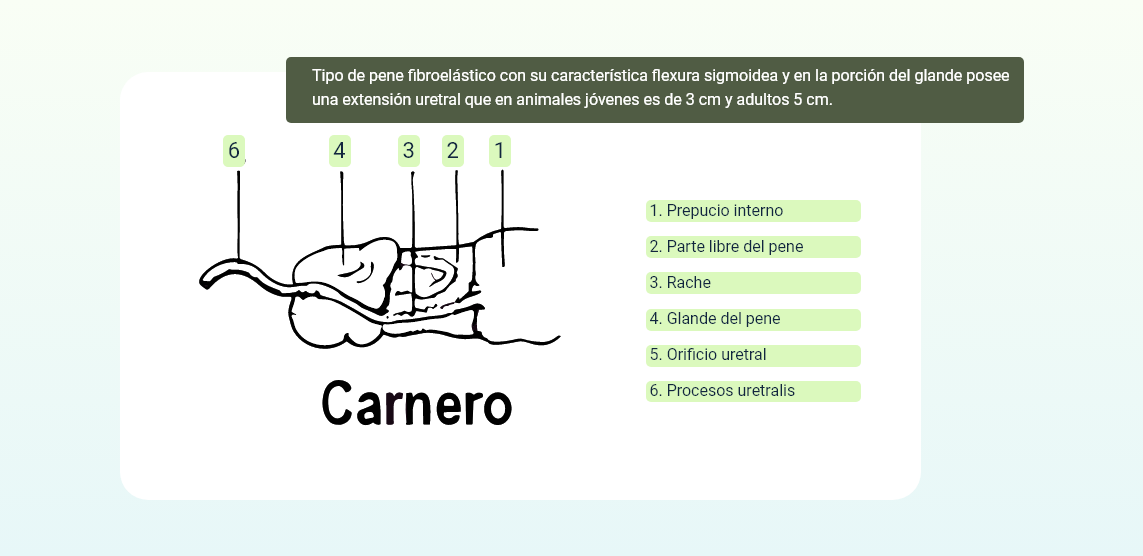 Tipo de pene fibroelástico con su característica flexura sigmoidea y en la porción del glande posee
una extensión uretral que en animales jóvenes es de 3 cm y adultos 5 cm.
6 4 3 2 1
1. Prepucio interno
2. Parte libre del pene
3. Rache
4. Glande del pene
5. Orificio uretral
6. Procesos uretralis
Carnero